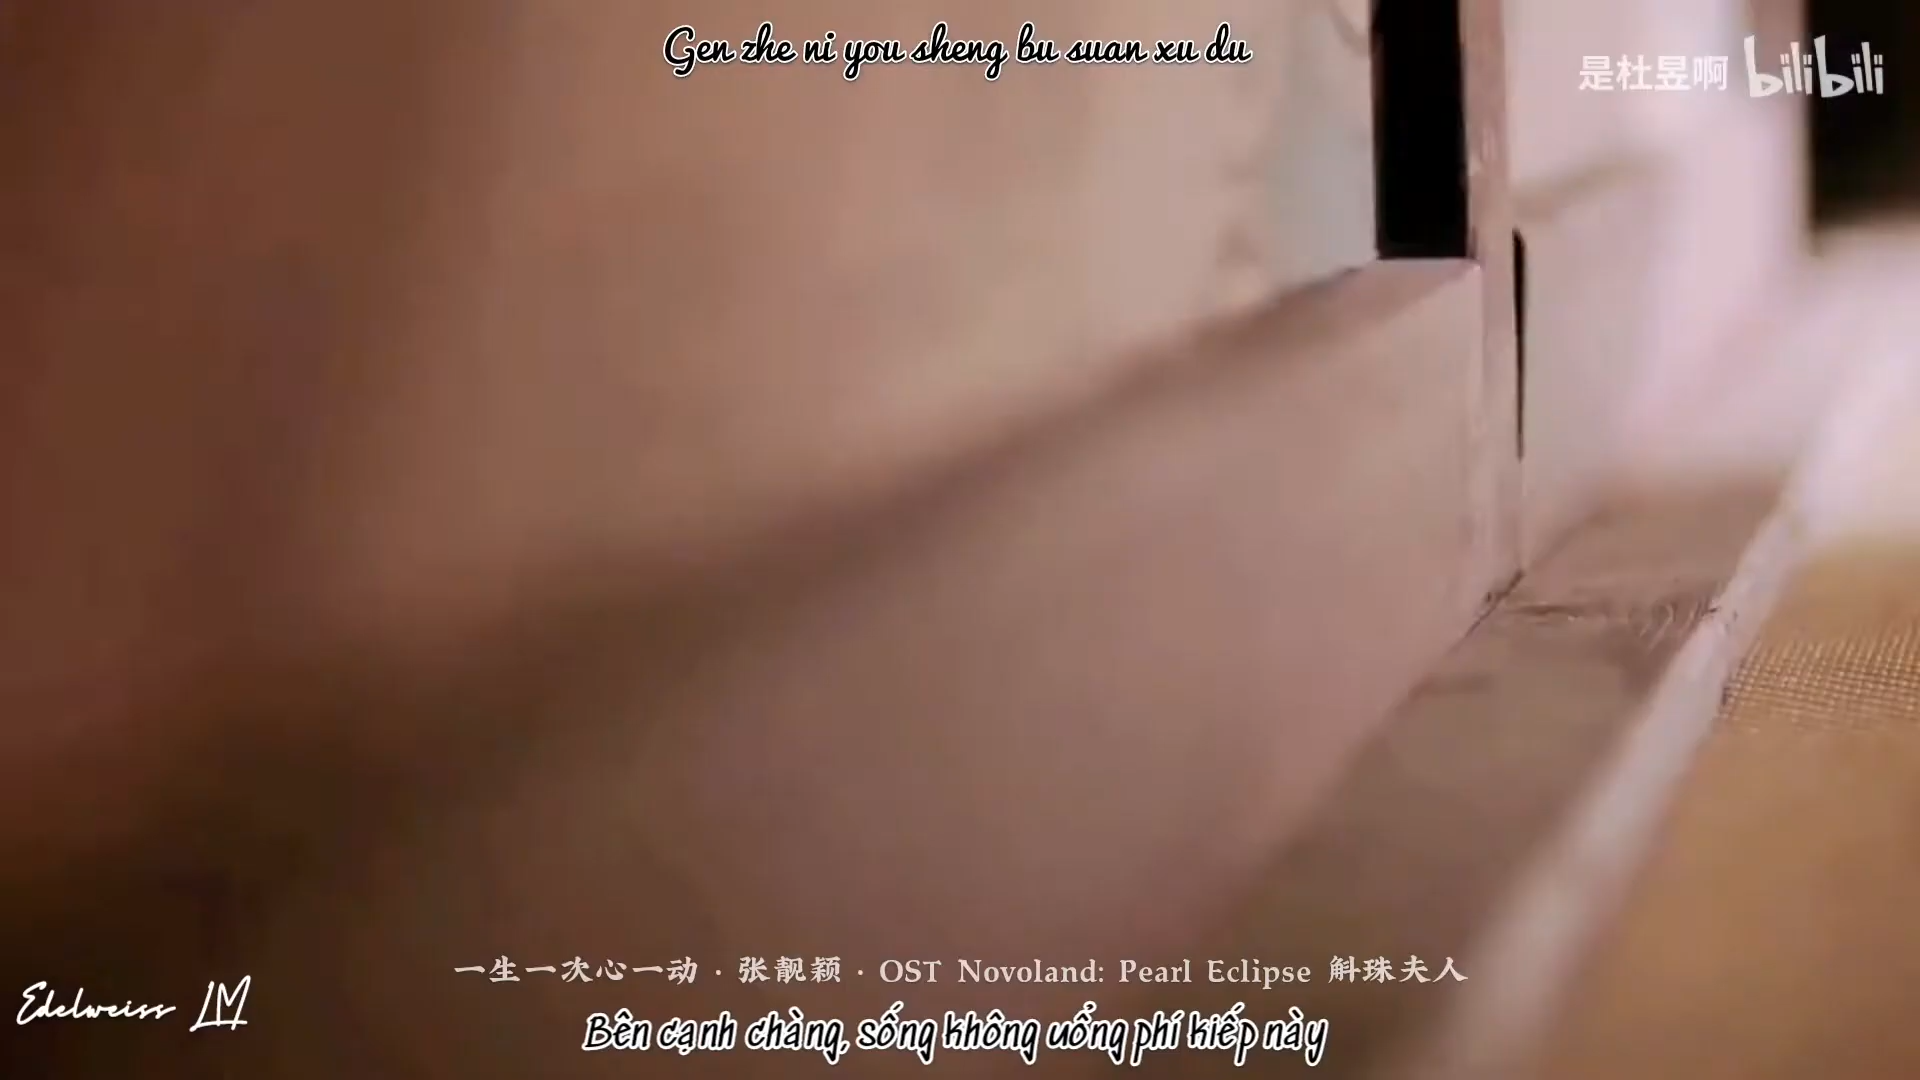 Gen zhe ni you sheng bu suan xu du
是杜昱啊 bilibili
一生一次心一动 · 张靓颖 · OST Novoland: Pearl Eclipse 斛珠夫人
Edelweiss LM
Bên cạnh chàng, sống không uổng phí kiếp này